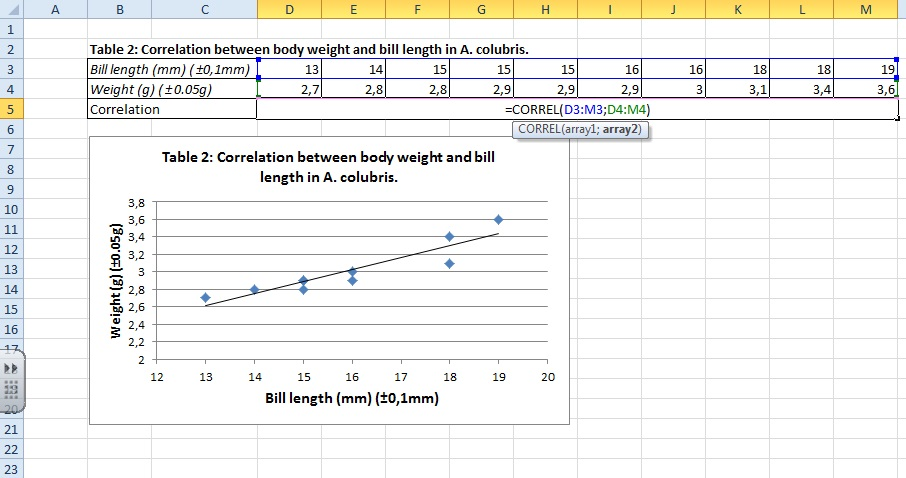 A B C D E F G H I J K L M
1
2 Table 2: Correlation between body weight and bill length in A. colubris.
3 Bill length (mm) (±0,1mm) 13 14 15 15 15 16 16 18 18 19
4 Weight (g) (±0.05g) 2,7 2,8 2,8 2,9 2,9 2,9 3 3,1 3,4 3,6
5 Correlation =CORREL(D3:M3;D4:M4)
6 CORREL(array1; array2)
7
8 Table 2: Correlation between body weight and bill
9 length in A. colubris.
10 3,8
11 3,6
12 3,4
13 3,2
14 3
15 2,8
16 2,6
17 2,4
2,2
2
Weight (g) (±0.05g)
12 13 14 15 16 17 18 19 20
Bill length (mm) (±0,1mm)
20
21
22
23